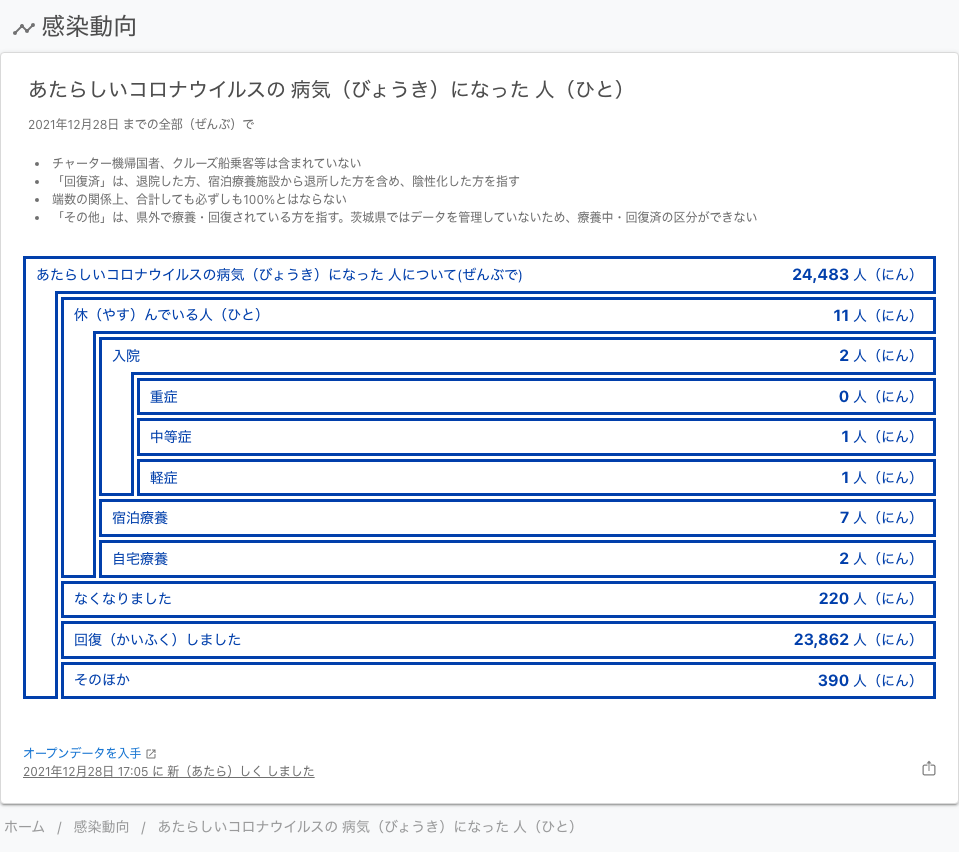 感染動向
あたらしいコロナウイルスの 病気（びょうき）になった 人（ひと）
2021年12月28日 までの全部（ぜんぶ）で
• チャーター機帰国者、クルーズ船乗客等は含まれていない
• 「回復済」は、退院した方、宿泊療養施設から退所した方を含め、陰性化した方を指す
• 端数の関係上、合計しても必ずしも100%とはならない
• 「その他」は、県外で療養・回復されている方を指す。茨城県ではデータを管理していないため、療養中・回復済の区分ができない
あたらしいコロナウイルスの病気（びょうき）になった 人について(ぜんぶで) 24,483 人（にん）
休（やす）んでいる人（ひと） 11 人（にん）
入院 2 人（にん）
重症 0 人（にん）
中等症 1 人（にん）
軽症 1 人（にん）
宿泊療養 7 人（にん）
自宅療養 2 人（にん）
なくなりました 220 人（にん）
回復（かいふく）しました 23,862 人（にん）
そのほか 390 人（にん）
オープンデータを入手
2021年12月28日 17:05 に 新（あたら）しく しました
ホーム / 感染動向 / あたらしいコロナウイルスの 病気（びょうき）になった 人（ひと）